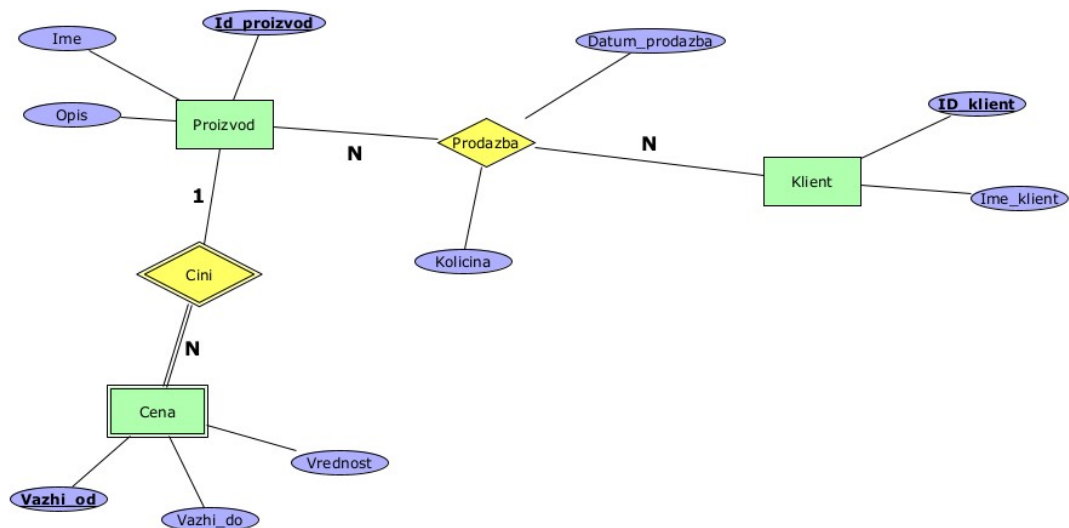 Id_proizvod
Ime
Datum_prodazba
ID_klient
Opis
Proizvod
Prodazba
N
N
Klient
1
Ime_klient
Kolicina
Cini
N
Cena
Vrednost
Vazhi_od
Vazhi_do